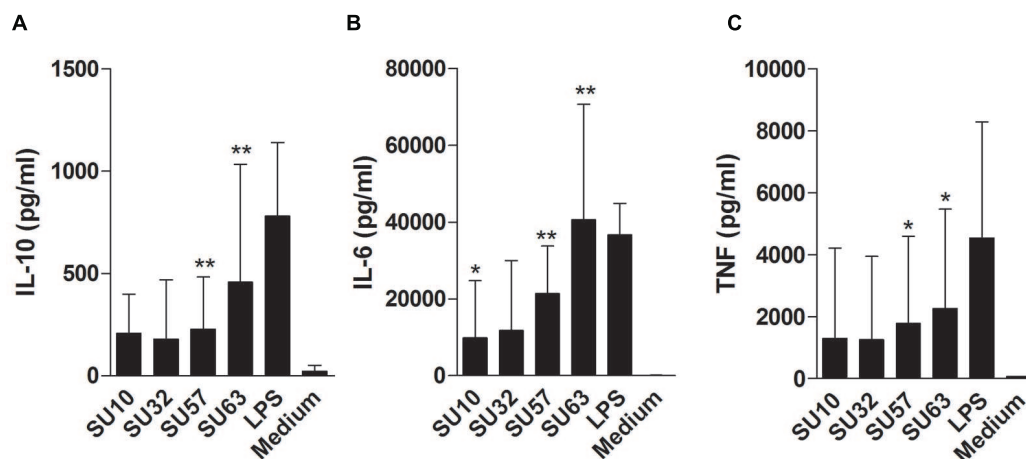 A
IL-10 (pg/ml)
1500
1000
500
0
**
**
SU10
SU32
SU57
SU63
LPS
Medium
B
IL-6 (pg/ml)
80000
60000
40000
20000
0
*
**
**
SU10
SU32
SU57
SU63
LPS
Medium
C
TNF (pg/ml)
10000
8000
6000
4000
2000
0
*
*
SU10
SU32
SU57
SU63
LPS
Medium